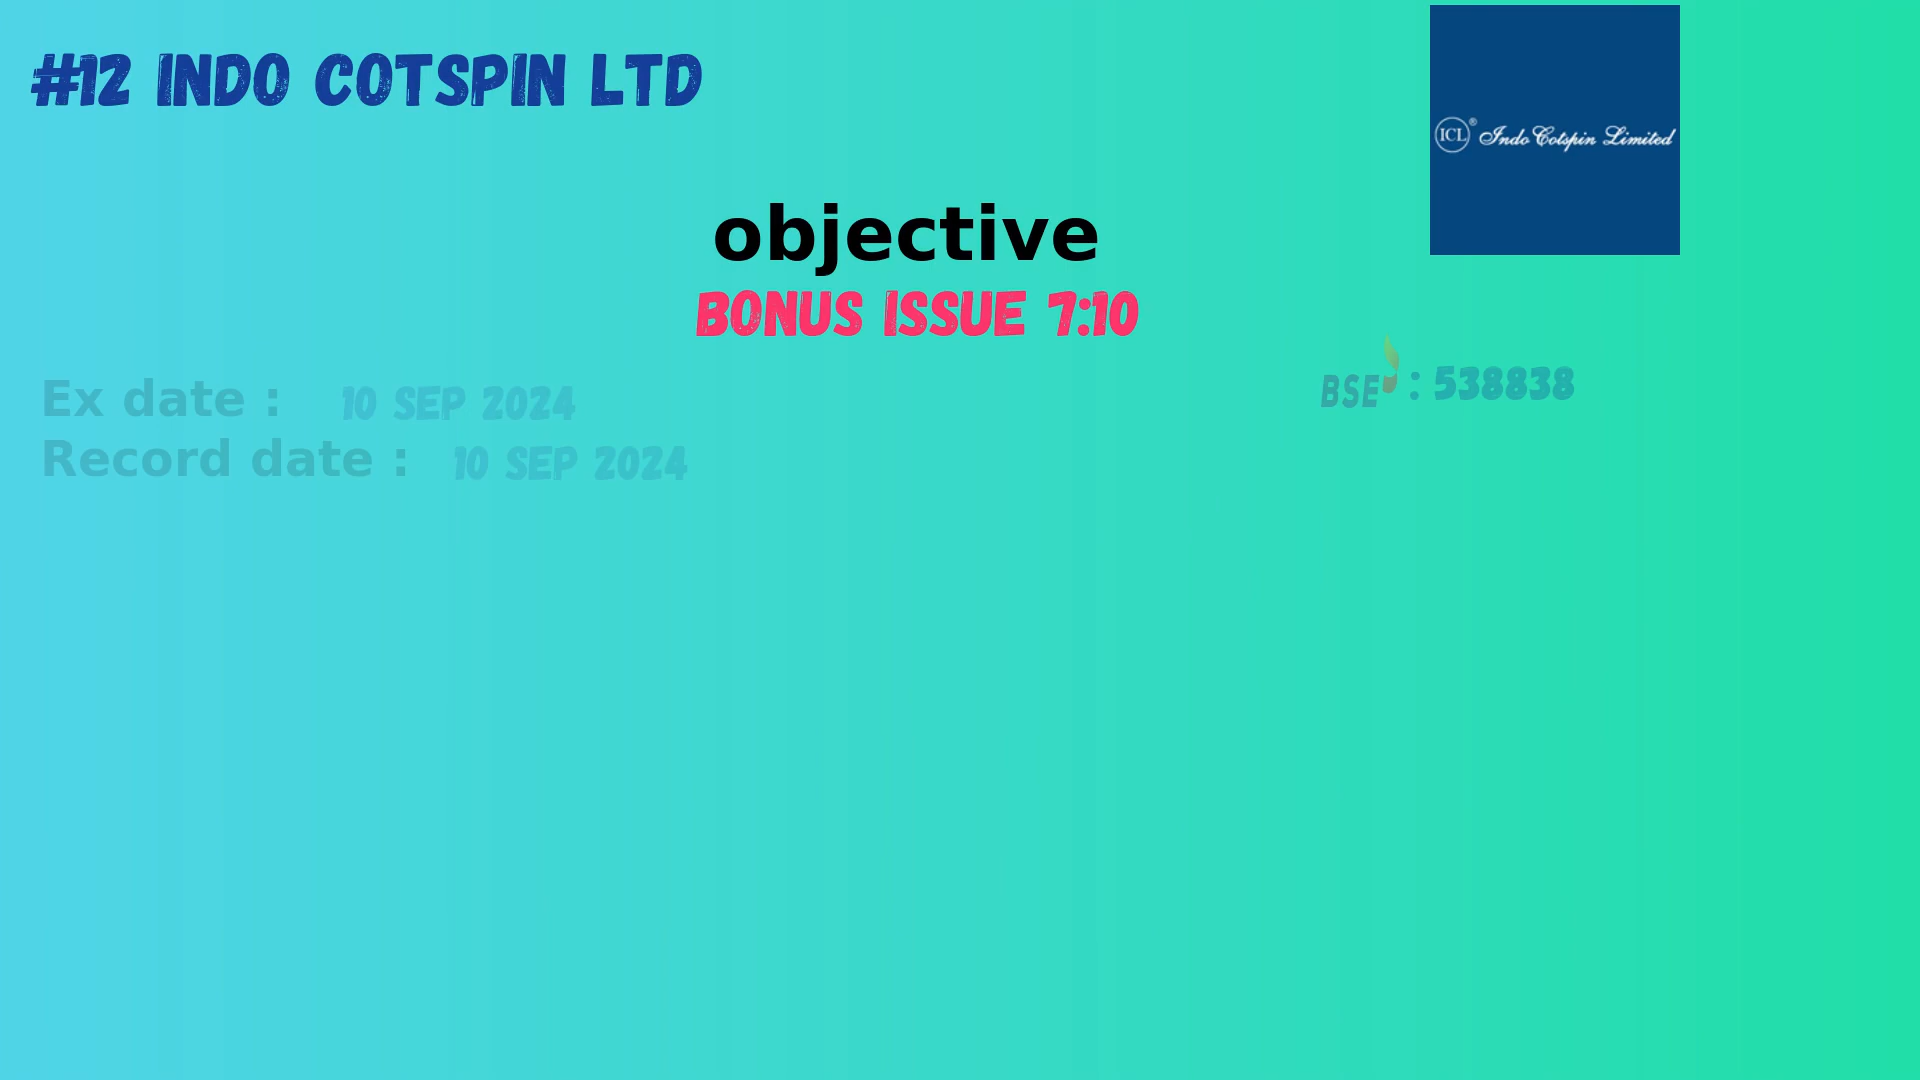 #12 INDO COTSPIN LTD
ICL® Indo Cotspin Limited
objective
BONUS ISSUE 7:10
Ex date : 10 SEP 2024
BSE : 538838
Record date : 10 SEP 2024